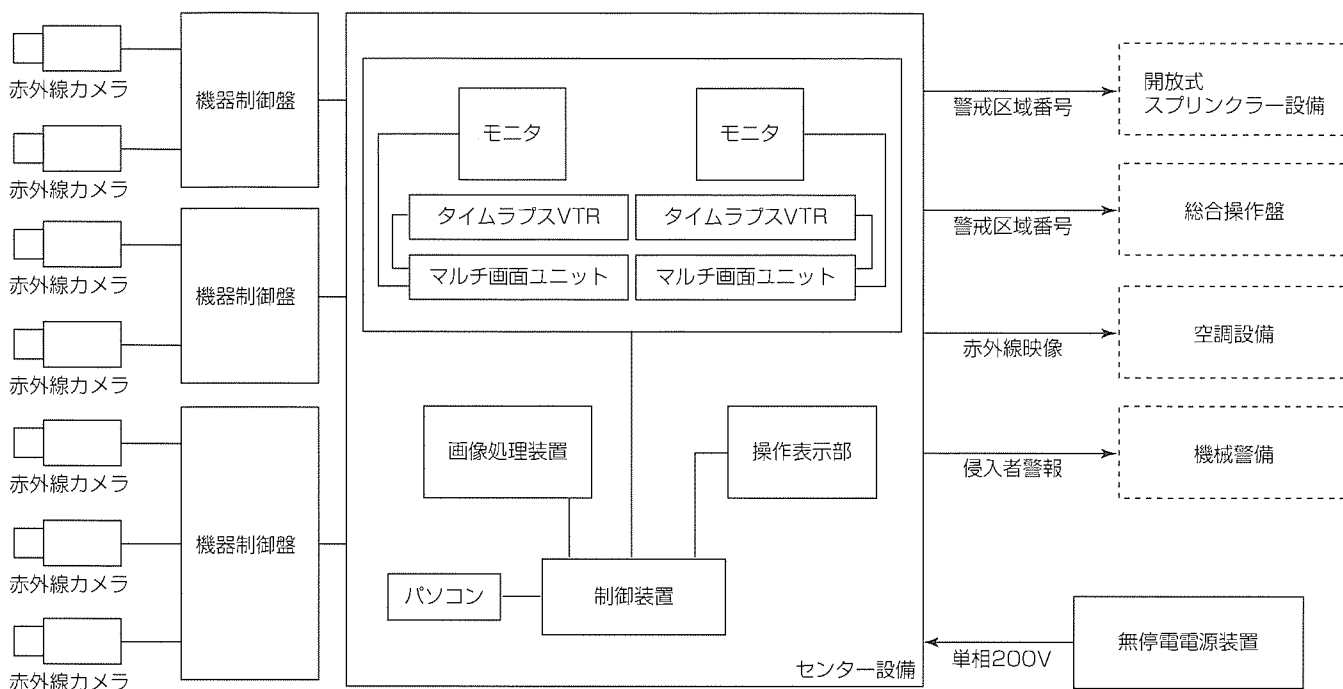 赤外線カメラ
赤外線カメラ
赤外線カメラ
赤外線カメラ
赤外線カメラ
赤外線カメラ
赤外線カメラ
機器制御盤
機器制御盤
機器制御盤
モニタ
モニタ
タイムラプスVTR
タイムラプスVTR
マルチ画面ユニット
マルチ画面ユニット
画像処理装置
操作表示部
パソコン
制御装置
センター設備
警戒区域番号
開放式
スプリンクラー設備
警戒区域番号
総合操作盤
赤外線映像
空調設備
侵入者警報
機械警備
単相200V
無停電電源装置